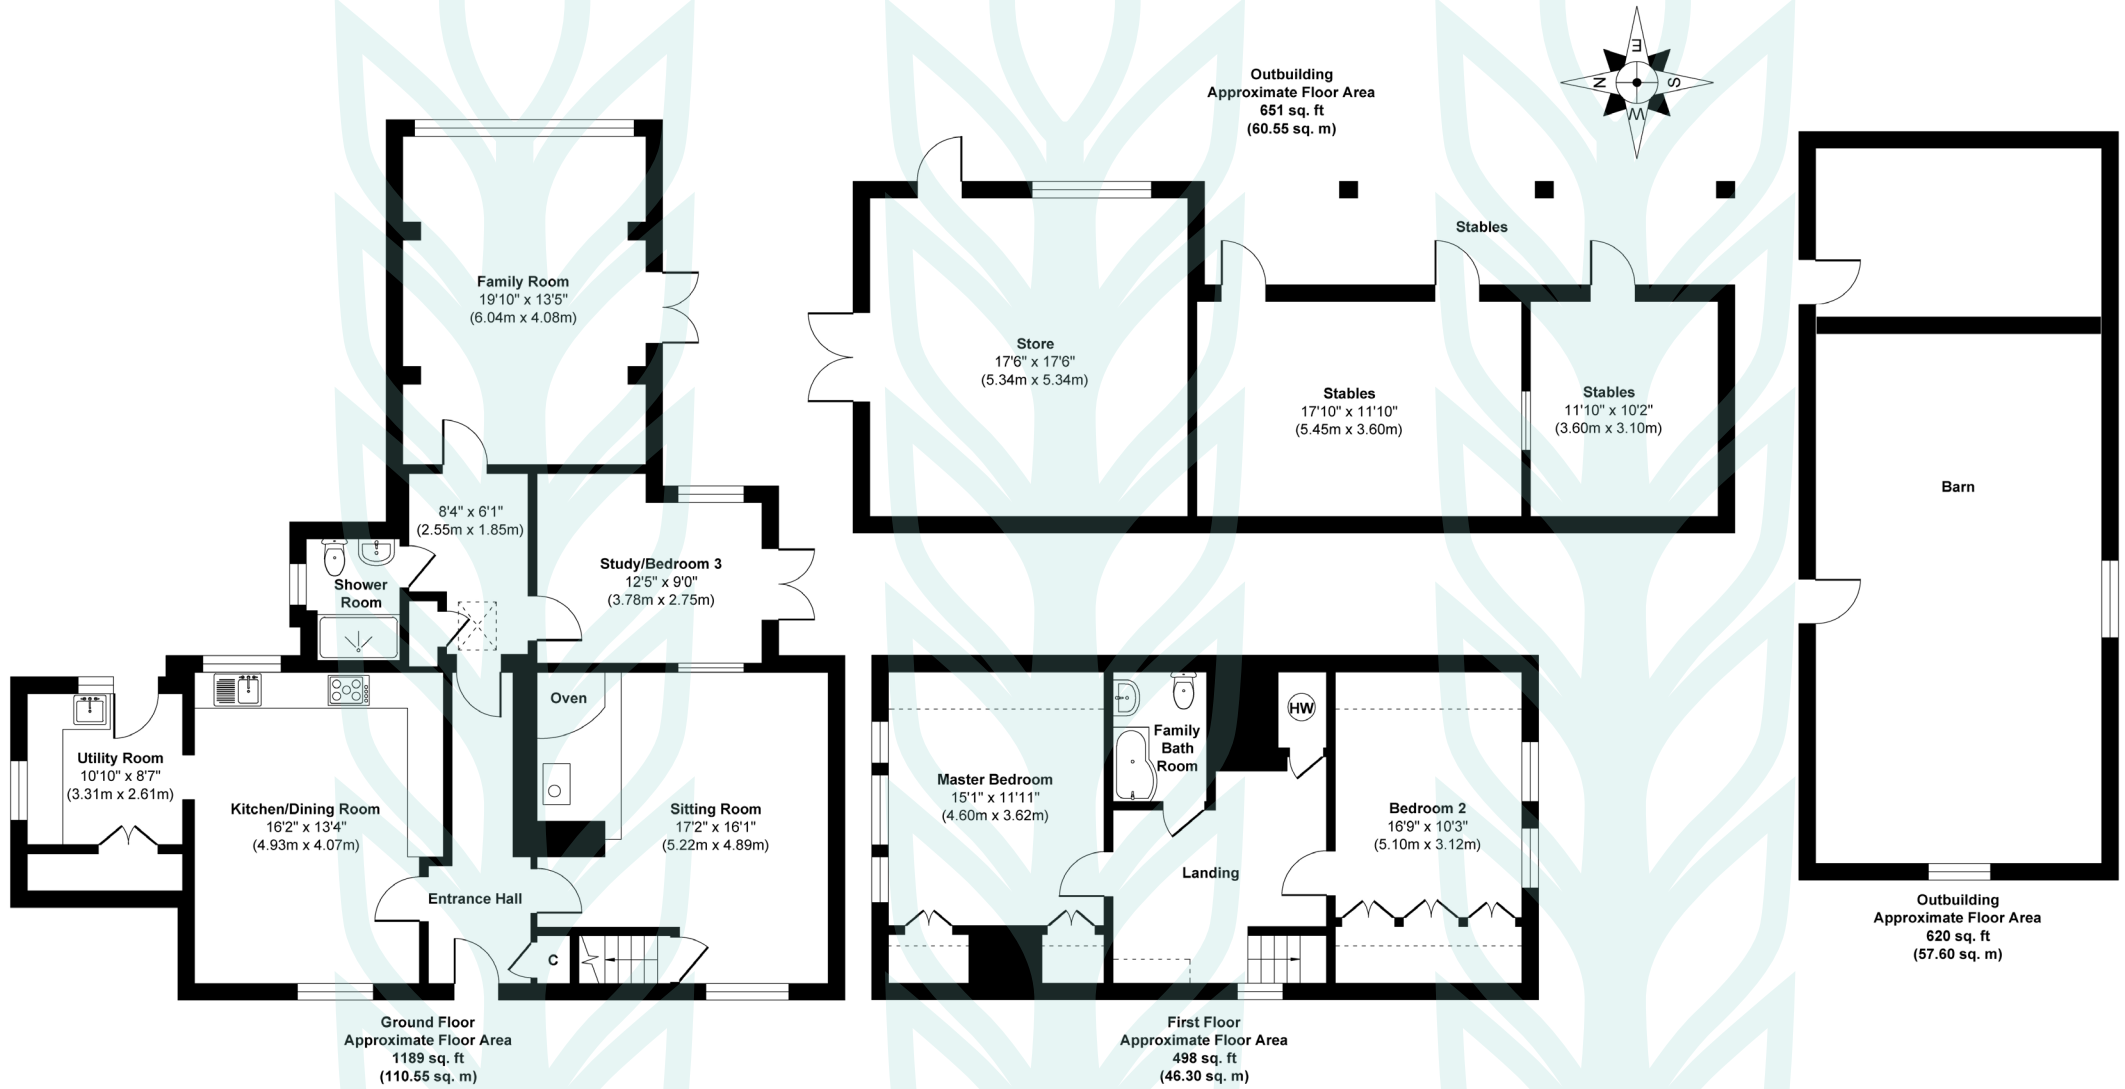 Outbuilding
Approximate Floor Area
651 sq. ft
(60.55 sq. m)
E
N
S
W
Family Room
19'10" x 13'5"
(6.04m x 4.08m)
Stables
Store
17'6" x 17'6"
(5.34m x 5.34m)
Stables
17'10" x 11'10"
(5.45m x 3.60m)
Stables
11'10" x 10'2"
(3.60m x 3.10m)
Barn
8'4" x 6'1"
(2.55m x 1.85m)
Shower
Room
Study/Bedroom 3
12'5" x 9'0"
(3.78m x 2.75m)
Oven
Utility Room
10'10" x 8'7"
(3.31m x 2.61m)
Kitchen/Dining Room
16'2" x 13'4"
(4.93m x 4.07m)
Sitting Room
17'2" x 16'1"
(5.22m x 4.89m)
Entrance Hall
C
Master Bedroom
15'1" x 11'11"
(4.60m x 3.62m)
Family
Bath
Room
HW
Bedroom 2
16'9" x 10'3"
(5.10m x 3.12m)
Landing
Outbuilding
Approximate Floor Area
620 sq. ft
(57.60 sq. m)
Ground Floor
Approximate Floor Area
1189 sq. ft
(110.55 sq. m)
First Floor
Approximate Floor Area
498 sq. ft
(46.30 sq. m)